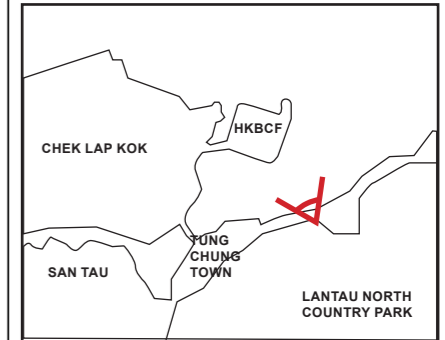 HKBCF
CHEK LAP KOK
TUNG
CHUNG
TOWN
SAN TAU
LANTAU NORTH
COUNTRY PARK